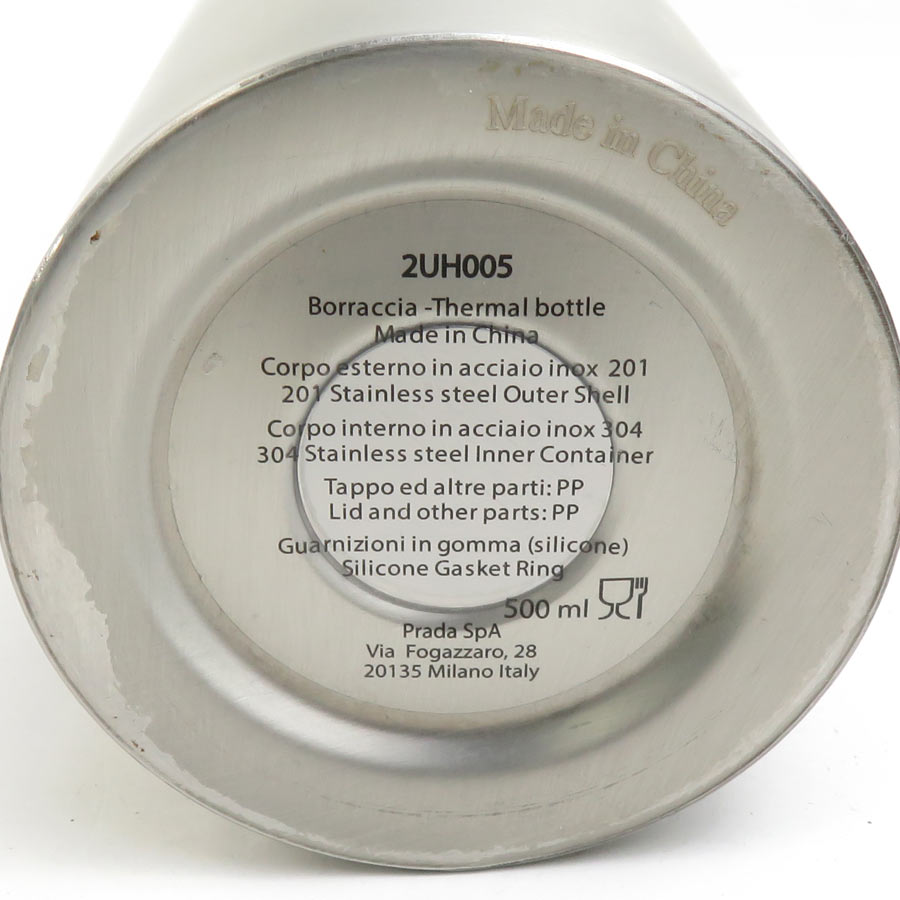 Made in China
2UH005
Borraccia -Thermal bottle
Made in China
Corpo esterno in acciaio inox 201
201 Stainless steel Outer Shell
Corpo interno in acciaio inox 304
304 Stainless steel Inner Container
Tappo ed altre parti: PP
Lid and other parts: PP
Guarnizioni in gomma (silicone)
Silicone Gasket Ring
500 ml
Prada SpA
Via Fogazzaro, 28
20135 Milano Italy